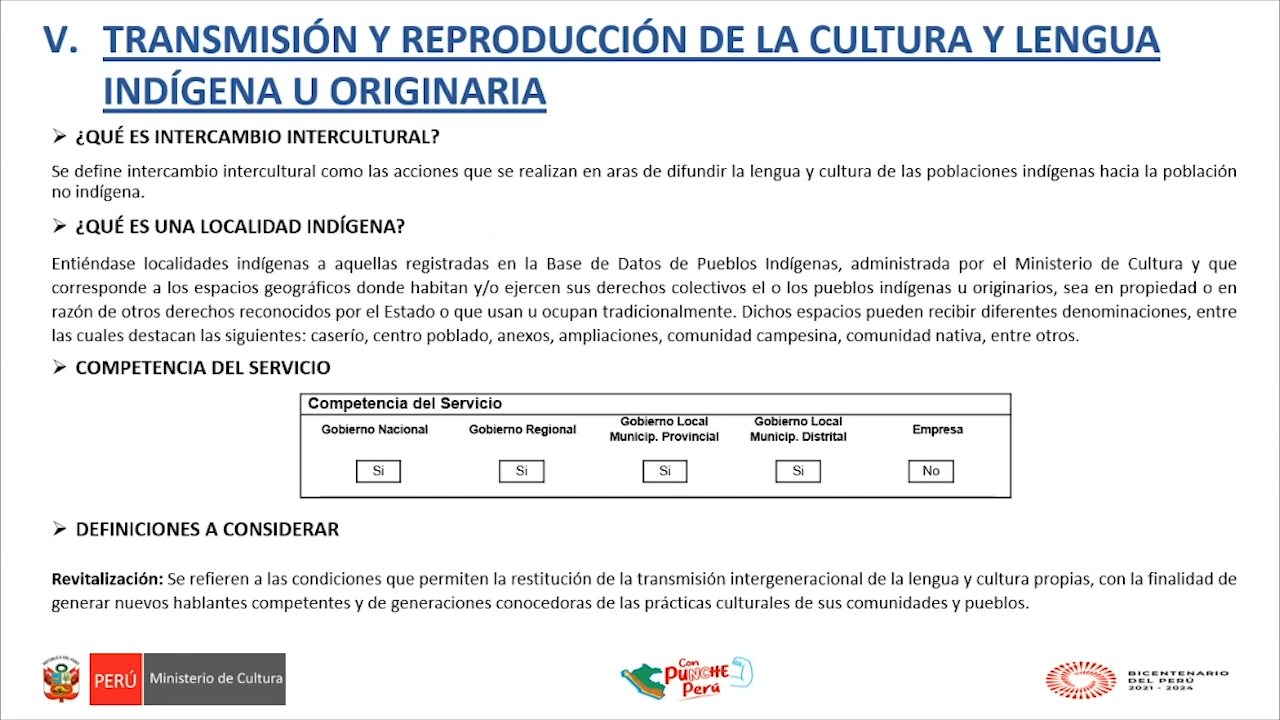 V. TRANSMISIÓN Y REPRODUCCIÓN DE LA CULTURA Y LENGUA
INDÍGENA U ORIGINARIA
¿QUÉ ES INTERCAMBIO INTERCULTURAL?
Se define intercambio intercultural como las acciones que se realizan en aras de difundir la lengua y cultura de las poblaciones indígenas hacia la población
no indígena.
¿QUÉ ES UNA LOCALIDAD INDÍGENA?
Entiéndase localidades indígenas a aquellas registradas en la Base de Datos de Pueblos Indígenas, administrada por el Ministerio de Cultura y que
corresponde a los espacios geográficos donde habitan y/o ejercen sus derechos colectivos el o los pueblos indígenas u originarios, sea en propiedad o en
razón de otros derechos reconocidos por el Estado o que usan u ocupan tradicionalmente. Dichos espacios pueden recibir diferentes denominaciones, entre
las cuales destacan las siguientes: caserío, centro poblado, anexos, ampliaciones, comunidad campesina, comunidad nativa, entre otros.
COMPETENCIA DEL SERVICIO
Competencia del Servicio
Gobierno Nacional Gobierno Regional Gobierno Local Municip. Provincial Gobierno Local Municip. Distrital Empresa
Si Si Si Si No
DEFINICIONES A CONSIDERAR
Revitalización: Se refieren a las condiciones que permiten la restitución de la transmisión intergeneracional de la lengua y cultura propias, con la finalidad de
generar nuevos hablantes competentes y de generaciones conocedoras de las prácticas culturales de sus comunidades y pueblos.
PERÚ Ministerio de Cultura
Con
PUNCHE
Perú
BICENTENARIO
DEL PERÚ
2021 - 2024